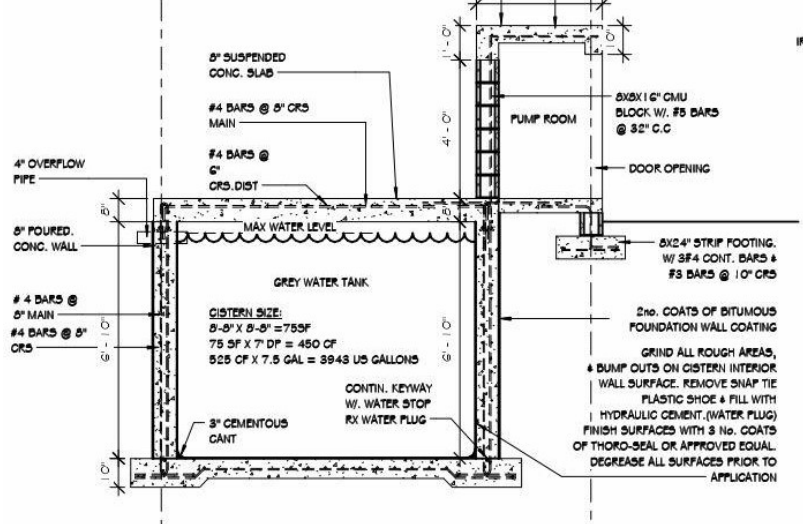 8" SUSPENDED
CONC. SLAB
#4 BARS @ 8" CRS
MAIN
#4 BARS @
6"
CRS.DIST
4" OVERFLOW
PIPE
8" POURED.
CONC. WALL
# 4 BARS @
8" MAIN
#4 BARS @ 8"
CRS
8"
6'-10"
10"
MAX WATER LEVEL
GREY WATER TANK
CISTERN SIZE:
8'-8" X 8'-8" =75SF
75 SF X 7' DP = 450 CF
525 CF X 7.5 GAL = 3943 US GALLONS
CONTIN. KEYWAY
W/. WATER STOP
RX WATER PLUG
3" CEMENTOUS
CANT
8"
6'-10"
1'-0"
10"
4'-0"
PUMP ROOM
8X8X16" CMU
BLOCK W/. #5 BARS
@ 32" C.C
DOOR OPENING
8X24" STRIP FOOTING.
W/ 3#4 CONT. BARS &
#3 BARS @ 10" CRS
2no. COATS OF BITUMOUS
FOUNDATION WALL COATING
GRIND ALL ROUGH AREAS,
& BUMP OUTS ON CISTERN INTERIOR
WALL SURFACE. REMOVE SNAP TIE
PLASTIC SHOE & FILL WITH
HYDRAULIC CEMENT.(WATER PLUG)
FINISH SURFACES WITH 3 No. COATS
OF THORO-SEAL OR APPROVED EQUAL.
DEGREASE ALL SURFACES PRIOR TO
APPLICATION